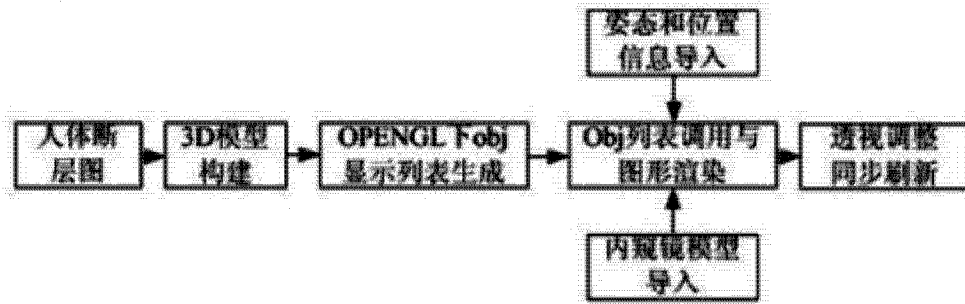 姿态和位置
信息导入
人体断
层图
3D模型
构建
OPENGL下obj
显示列表生成
Obj列表调用与
图形渲染
透视调整
同步刷新
内窥镜模型
导入